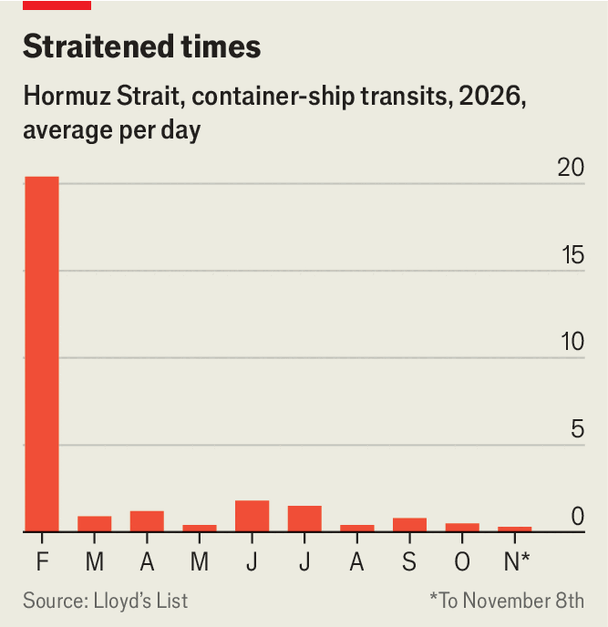 Straitened times
Hormuz Strait, container-ship transits, 2026,
average per day
20
15
10
5
0
F M A M J J A S O N*
Source: Lloyd’s List *To November 8th